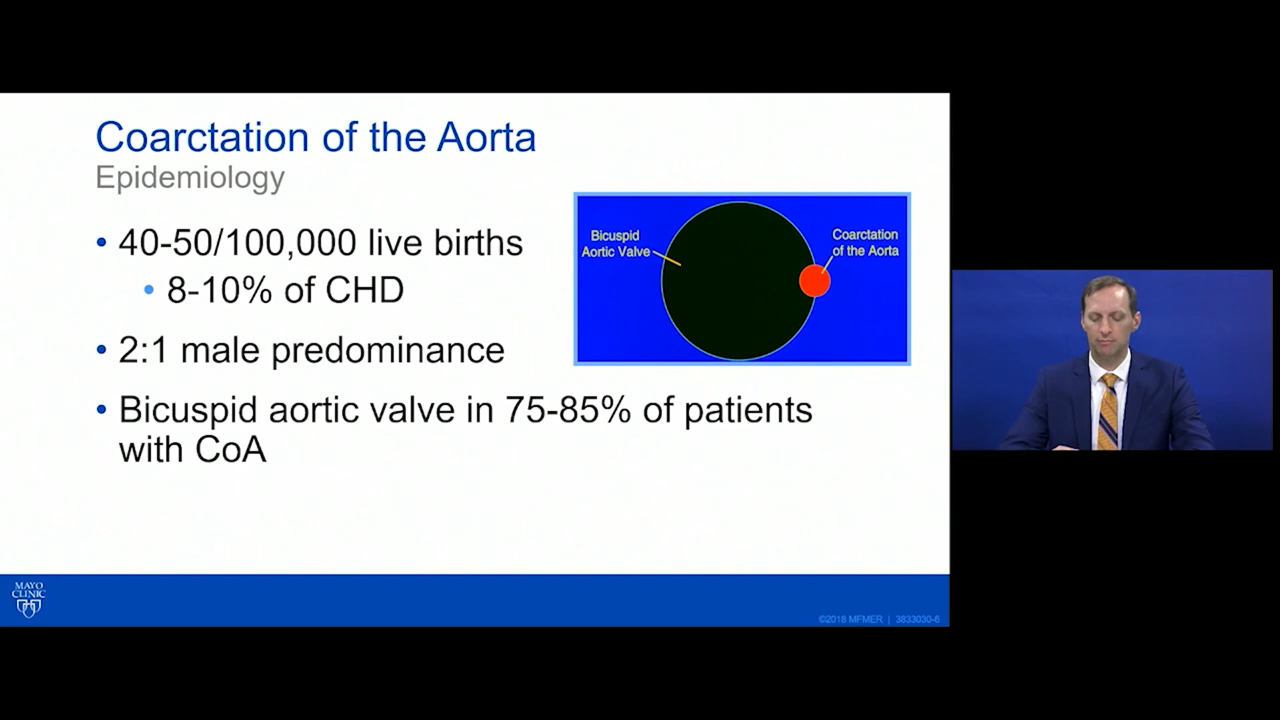 Coarctation of the Aorta
Epidemiology
• 40-50/100,000 live births
• 8-10% of CHD
• 2:1 male predominance
• Bicuspid aortic valve in 75-85% of patients
with CoA
Bicuspid
Aortic Valve
Coarctation
of the Aorta
MAYO
CLINIC
©2018 MFMER | 3833030-6